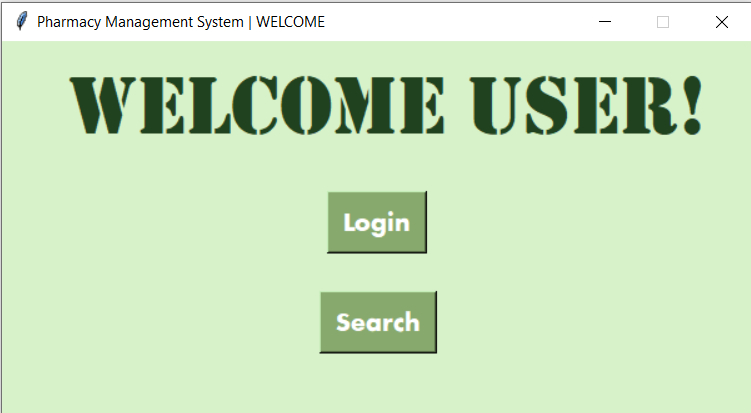 Pharmacy Management System | WELCOME
WELCOME USER!
Login
Search